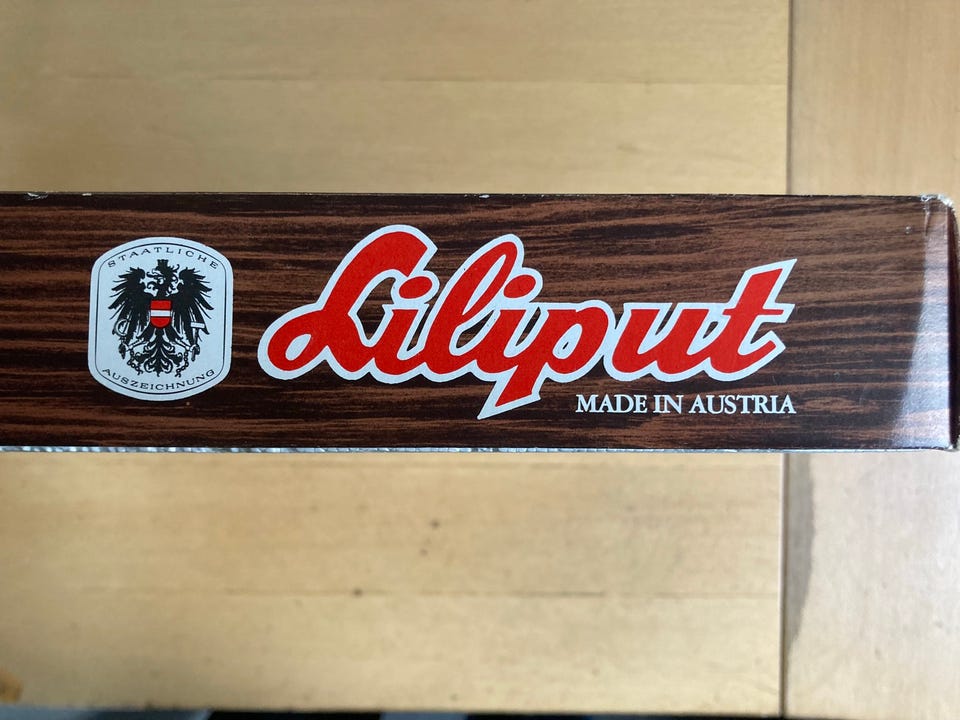 STAATLICHE
AUSZEICHNUNG
Liliput
MADE IN AUSTRIA